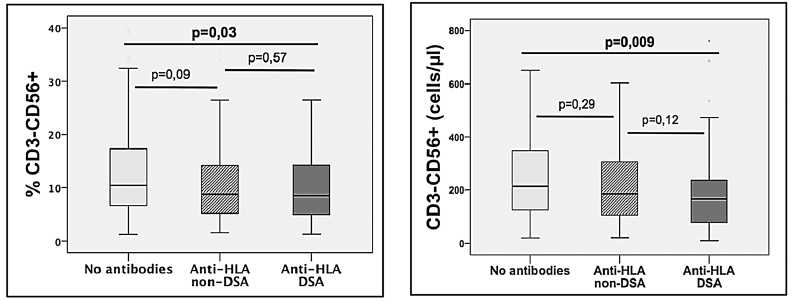 % CD3-CD56+
40
30
20
10
0
p=0,03
p=0,09
p=0,57
No antibodies
Anti-HLA
non-DSA
Anti-HLA
DSA
CD3-CD56+ (cells/µl)
800
600
400
200
0
p=0,009
p=0,29
p=0,12
No antibodies
Anti-HLA
non-DSA
Anti-HLA
DSA